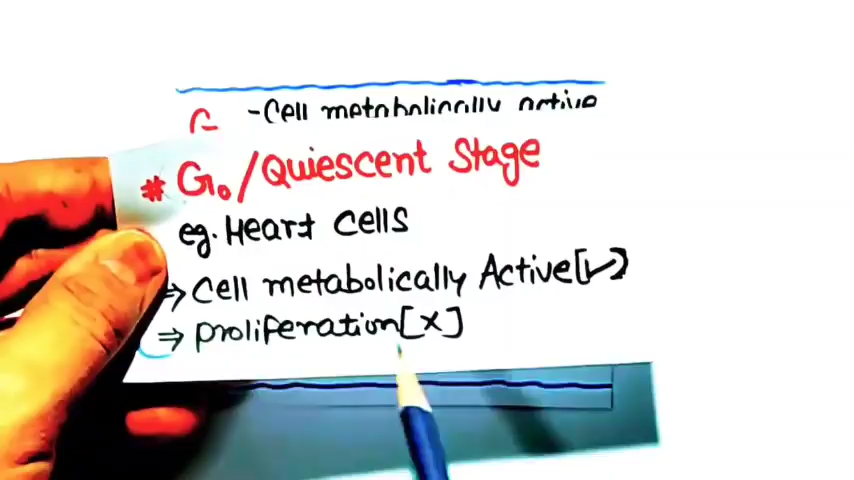 G -Cell metabolically active
* G₀/Quiescent Stage
eg. Heart cells
⇒ Cell metabolically Active[✓]
⇒ Proliferation[×]